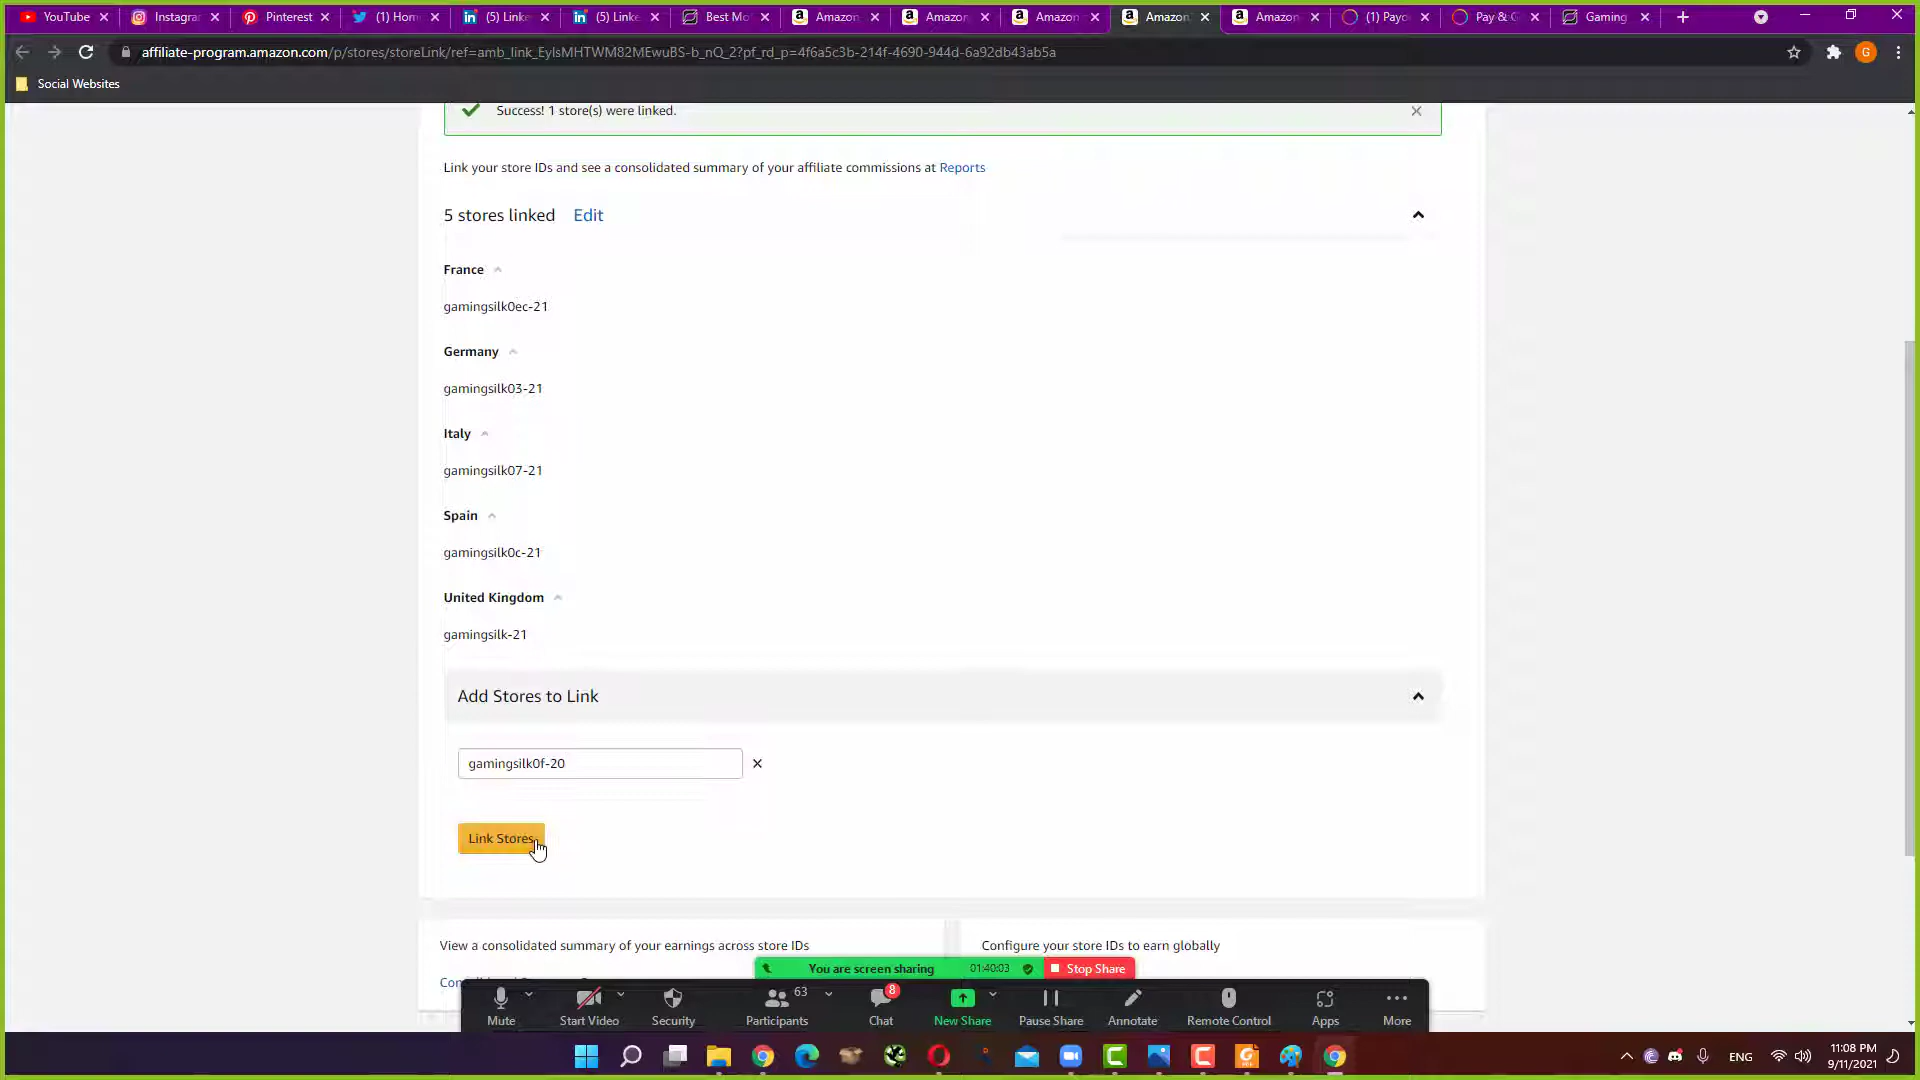 YouTube
Instagra
Pinterest
(1) Hom
(5) Linke
(5) Linke
Best Mo
Amazon
Amazon
Amazon
Amazon
Amazon
(1) Payo
Pay & G
Gaming
affiliate-program.amazon.com/p/stores/storeLink/ref=amb_link_EylsMHTWM82MEwuBS-b_nQ_2?pf_rd_p=4f6a5c3b-214f-4690-944d-6a92db43ab5a
G
Social Websites
Success! 1 store(s) were linked.
Link your store IDs and see a consolidated summary of your affiliate commissions at Reports
5 stores linked Edit
France
gamingsilk0ec-21
Germany
gamingsilk03-21
Italy
gamingsilk07-21
Spain
gamingsilk0c-21
United Kingdom
gamingsilk-21
Add Stores to Link
gamingsilk0f-20
Link Stores
View a consolidated summary of your earnings across store IDs
Configure your store IDs to earn globally
You are screen sharing 01:40:03 Stop Share
63
8
Mute
Start Video
Security
Participants
Chat
New Share
Pause Share
Annotate
Remote Control
Apps
More
ENG
11:08 PM
9/11/2021